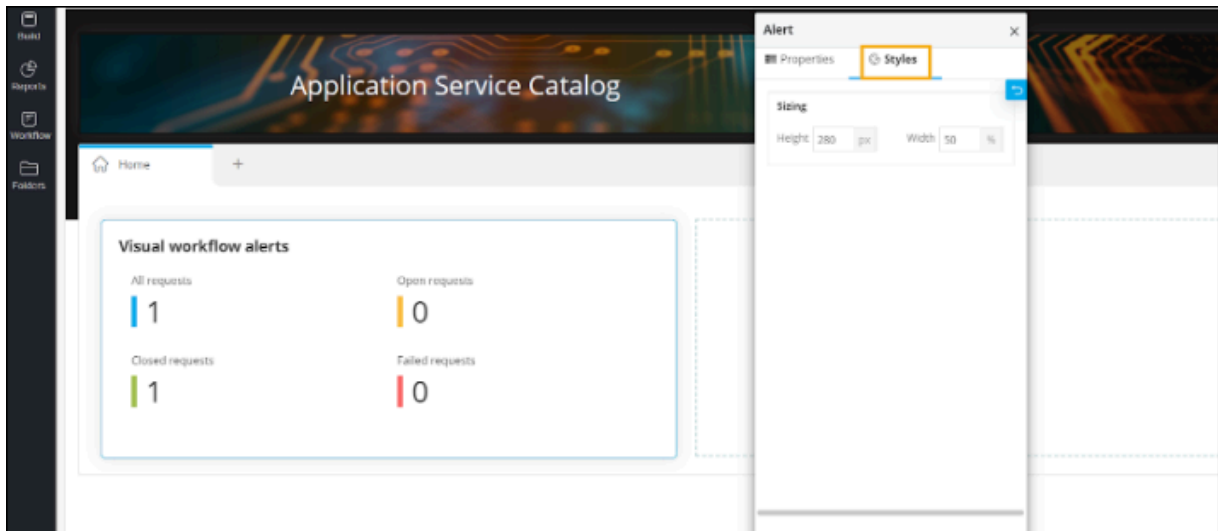 Build
Reports
Workflow
Folders
Application Service Catalog
Home
+
Visual workflow alerts
All requests
1
Open requests
0
Closed requests
1
Failed requests
0
Alert
Properties
Styles
Sizing
Height 280 px Width 50 %